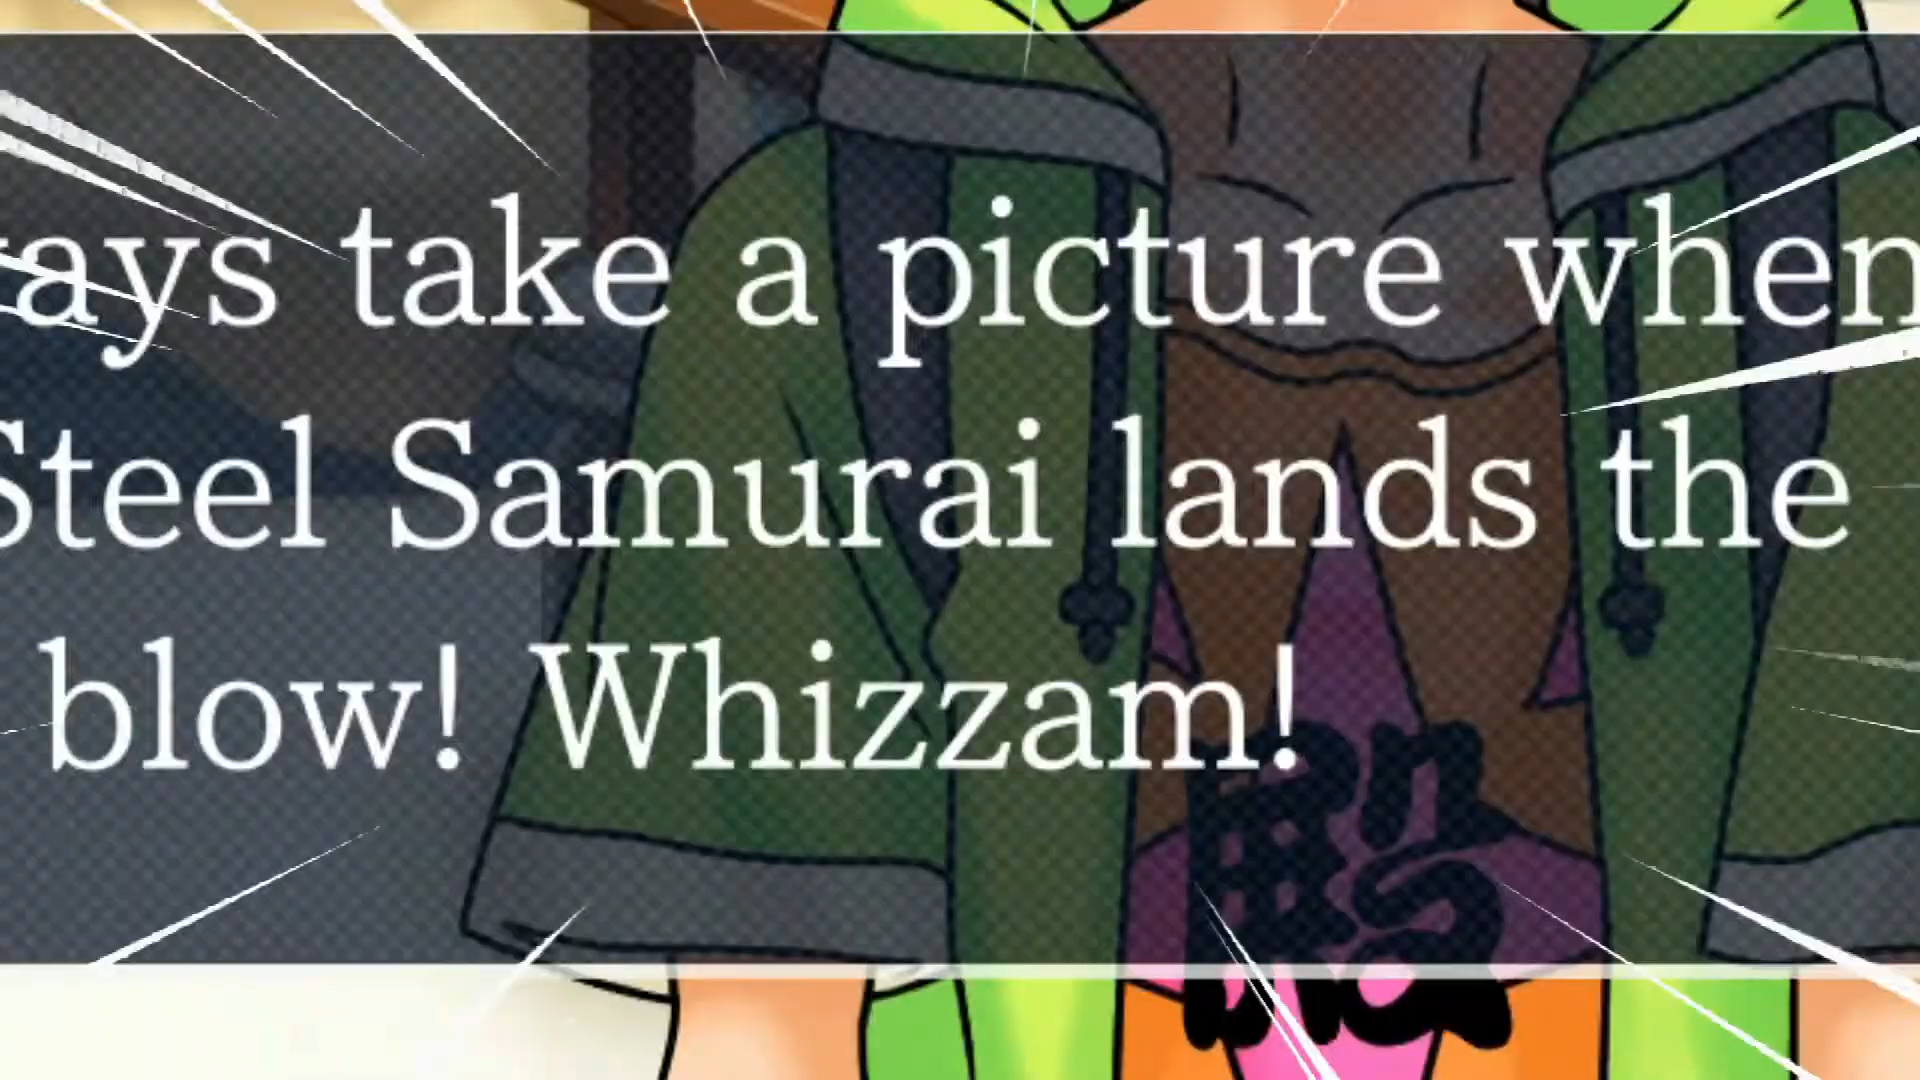 ays take a picture when
Steel Samurai lands the
blow! Whizzam!